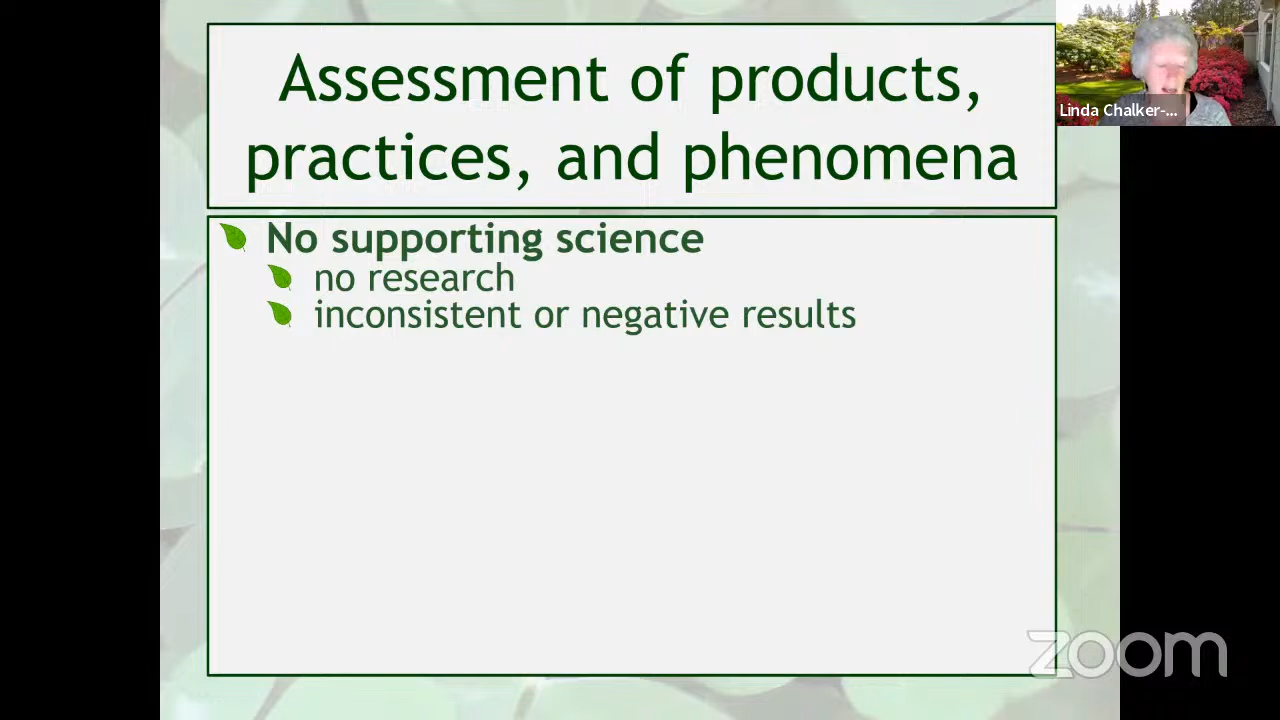 Assessment of products,
practices, and phenomena
Linda Chalker-...
No supporting science
no research
inconsistent or negative results
zoom